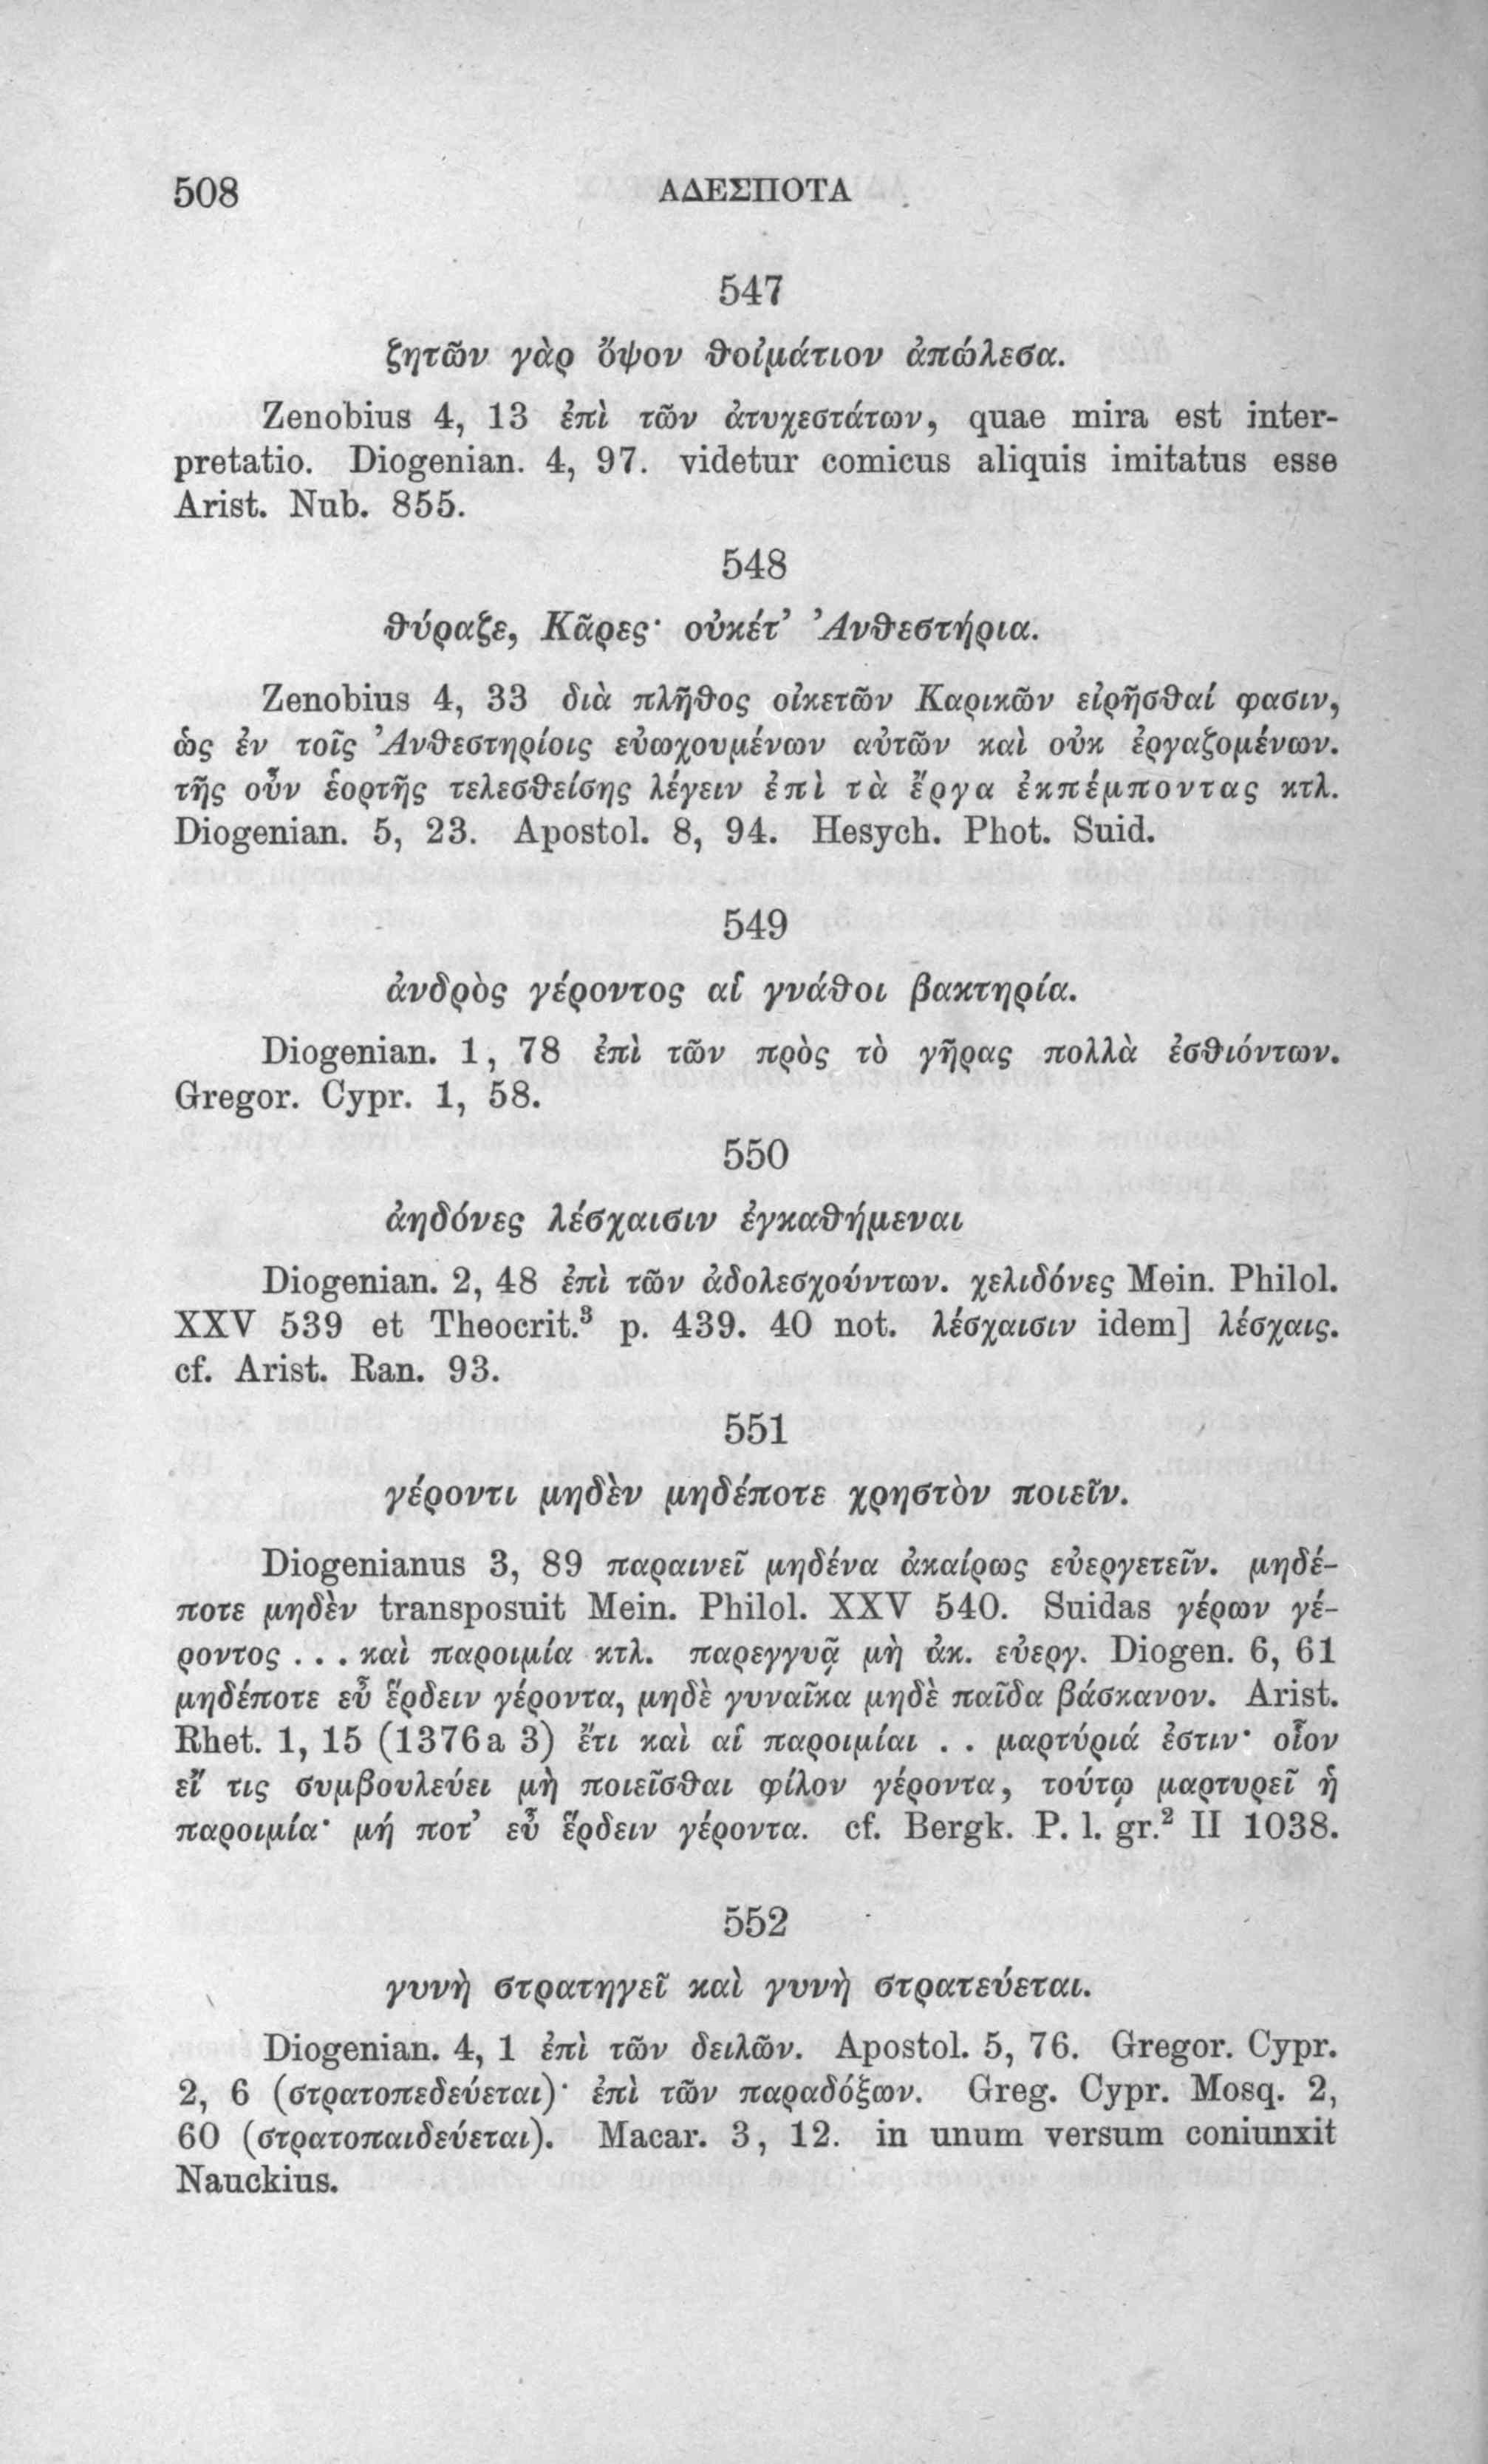 508
ΑΔΕΣΠΟΤΑ
547
ζητῶν γὰρ ὄψον θοἰμάτιον ἀπώλεσα.
Zenobius 4, 13 ἐπὶ τῶν ἀτυχεστάτων, quae mira est inter-
pretatio. Diogenian. 4, 97. videtur comicus aliquis imitatus esse
Arist. Nub. 855.
548
θύραζε, Κᾶρες· οὐκέτ’ Ἀνθεστήρια.
Zenobius 4, 33 διὰ πλῆθος οἰκετῶν Καρικῶν εἰρῆσθαί φασιν,
ὡς ἐν τοῖς Ἀνθεστηρίοις εὐωχουμένων αὐτῶν καὶ οὐκ ἐργαζομένων.
τῆς οὖν ἑορτῆς τελεσθείσης λέγειν ἐπὶ τὰ ἔργα ἐκπέμποντας κτλ.
Diogenian. 5, 23. Apostol. 8, 94. Hesych. Phot. Suid.
549
ἀνδρὸς γέροντος αἱ γνάθοι βακτηρία.
Diogenian. 1, 78 ἐπὶ τῶν πρὸς τὸ γῆρας πολλὰ ἐσθιόντων.
Gregor. Cypr. 1, 58.
550
ἀηδόνες λέσχαισιν ἐγκαθήμεναι
Diogenian. 2, 48 ἐπὶ τῶν ἀδολεσχούντων. χελιδόνες Mein. Philol.
XXV 539 et Theocrit.³ p. 439. 40 not. λέσχαισιν idem] λέσχαις.
cf. Arist. Ran. 93.
551
γέροντι μηδὲν μηδέποτε χρηστὸν ποιεῖν.
Diogenianus 3, 89 παραινεῖ μηδένα ἀκαίρως εὐεργετεῖν. μηδέ-
ποτε μηδὲν transposuit Mein. Philol. XXV 540. Suidas γέρων γέ-
ροντος . . . καὶ παροιμία κτλ. παρεγγυᾷ μὴ ἀκ. εὐεργ. Diogen. 6, 61
μηδέποτε εὖ ἔρδειν γέροντα, μηδὲ γυναῖκα μηδὲ παῖδα βάσκανον. Arist.
Rhet. 1, 15 (1376a 3) ἔτι καὶ αἱ παροιμίαι . . μαρτύριά ἐστιν· οἷον
εἴ τις συμβουλεύει μὴ ποιεῖσθαι φίλον γέροντα, τούτῳ μαρτυρεῖ ἡ
παροιμία· μή ποτ’ εὖ ἔρδειν γέροντα. cf. Bergk. P. l. gr.² II 1038.
552
γυνὴ στρατηγεῖ καὶ γυνὴ στρατεύεται.
Diogenian. 4, 1 ἐπὶ τῶν δειλῶν. Apostol. 5, 76. Gregor. Cypr.
2, 6 (στρατοπεδεύεται)· ἐπὶ τῶν παραδόξων. Greg. Cypr. Mosq. 2,
60 (στρατοπαιδεύεται). Macar. 3, 12. in unum versum coniunxit
Nauckius.